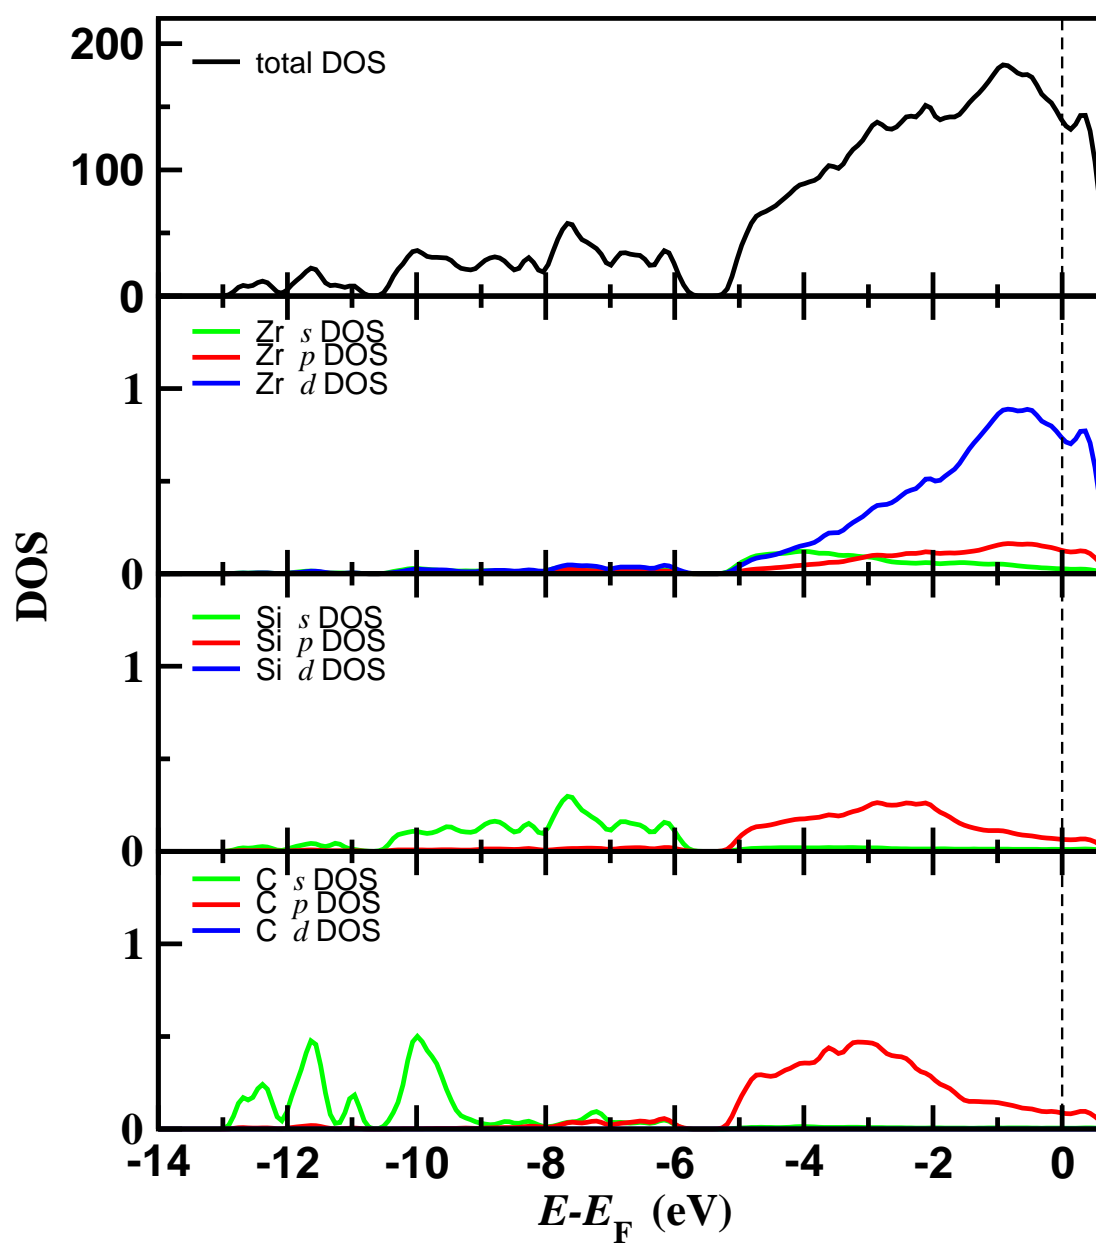 200
total DOS
100
0
Zr s DOS
Zr p DOS
Zr d DOS
1
0
DOS
Si s DOS
Si p DOS
Si d DOS
1
0
C s DOS
C p DOS
C d DOS
1
0
-14 -12 -10 -8 -6 -4 -2 0
E-E_F (eV)